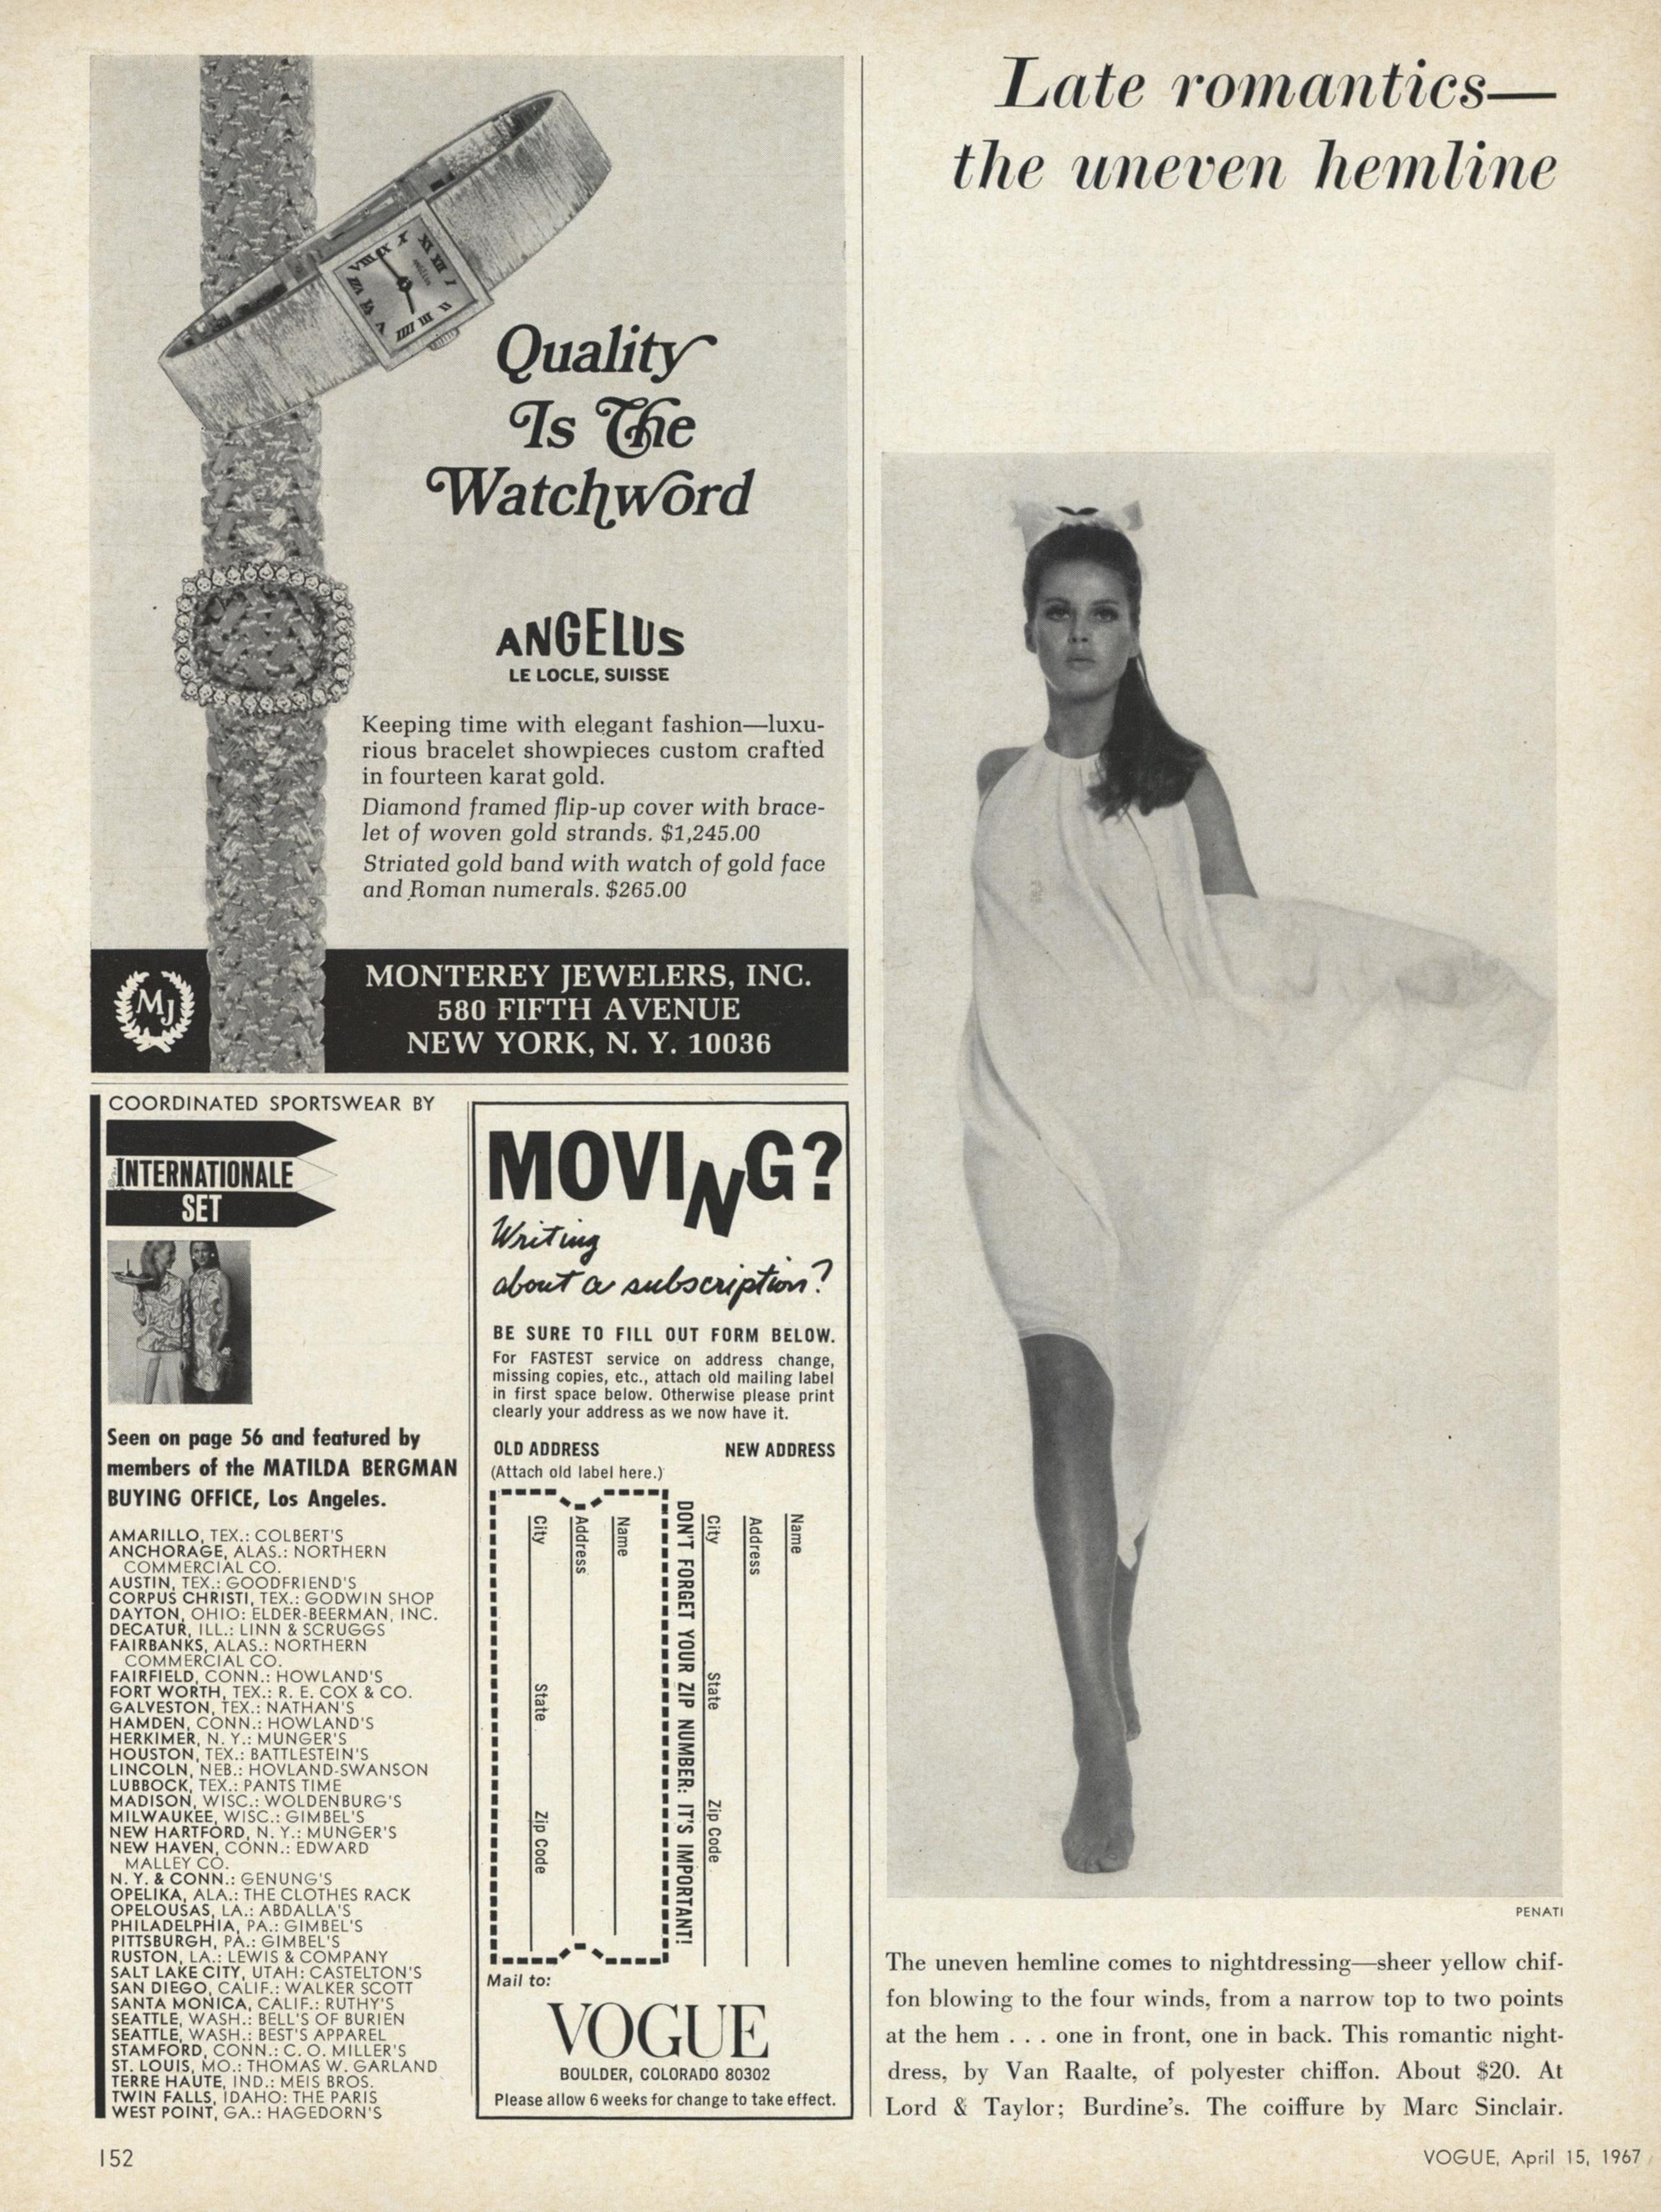 Quality
Is The
Watchword
ANGELUS
LE LOCLE, SUISSE
Keeping time with elegant fashion—luxu-
rious bracelet showpieces custom crafted
in fourteen karat gold.
Diamond framed flip-up cover with brace-
let of woven gold strands. $1,245.00
Striated gold band with watch of gold face
and Roman numerals. $265.00
MJ
MONTEREY JEWELERS, INC.
580 FIFTH AVENUE
NEW YORK, N. Y. 10036
COORDINATED SPORTSWEAR BY
INTERNATIONALE
SET
Seen on page 56 and featured by
members of the MATILDA BERGMAN
BUYING OFFICE, Los Angeles.
AMARILLO, TEX.: COLBERT'S
ANCHORAGE, ALAS.: NORTHERN
COMMERCIAL CO.
AUSTIN, TEX.: GOODFRIEND'S
CORPUS CHRISTI, TEX.: GODWIN SHOP
DAYTON, OHIO: ELDER-BEERMAN, INC.
DECATUR, ILL.: LINN & SCRUGGS
FAIRBANKS, ALAS.: NORTHERN
COMMERCIAL CO.
FAIRFIELD, CONN.: HOWLAND'S
FORT WORTH, TEX.: R. E. COX & CO.
GALVESTON, TEX.: NATHAN'S
HAMDEN, CONN.: HOWLAND'S
HERKIMER, N. Y.: MUNGER'S
HOUSTON, TEX.: BATTLESTEIN'S
LINCOLN, NEB.: HOVLAND-SWANSON
LUBBOCK, TEX.: PANTS TIME
MADISON, WISC.: WOLDENBURG'S
MILWAUKEE, WISC.: GIMBEL'S
NEW HARTFORD, N. Y.: MUNGER'S
NEW HAVEN, CONN.: EDWARD
MALLEY CO.
N. Y. & CONN.: GENUNG'S
OPELIKA, ALA.: THE CLOTHES RACK
OPELOUSAS, LA.: ABDALLA'S
PHILADELPHIA, PA.: GIMBEL'S
PITTSBURGH, PA.: GIMBEL'S
RUSTON, LA.: LEWIS & COMPANY
SALT LAKE CITY, UTAH: CASTELTON'S
SAN DIEGO, CALIF.: WALKER SCOTT
SANTA MONICA, CALIF.: RUTHY'S
SEATTLE, WASH.: BELL'S OF BURIEN
SEATTLE, WASH.: BEST'S APPAREL
STAMFORD, CONN.: C. O. MILLER'S
ST. LOUIS, MO.: THOMAS W. GARLAND
TERRE HAUTE, IND.: MEIS BROS.
TWIN FALLS, IDAHO: THE PARIS
WEST POINT, GA.: HAGEDORN'S
MOVING?
Writing
about a subscription?
BE SURE TO FILL OUT FORM BELOW.
For FASTEST service on address change,
missing copies, etc., attach old mailing label
in first space below. Otherwise please print
clearly your address as we now have it.
OLD ADDRESS NEW ADDRESS
(Attach old label here.)
Name
Address
City State Zip Code
DON'T FORGET YOUR ZIP NUMBER: IT'S IMPORTANT!
Name
Address
City State Zip Code
Mail to:
VOGUE
BOULDER, COLORADO 80302
Please allow 6 weeks for change to take effect.
Late romantics—
the uneven hemline
PENATI
The uneven hemline comes to nightdressing—sheer yellow chif-
fon blowing to the four winds, from a narrow top to two points
at the hem . . . one in front, one in back. This romantic night-
dress, by Van Raalte, of polyester chiffon. About $20. At
Lord & Taylor; Burdine's. The coiffure by Marc Sinclair.
152
VOGUE, April 15, 1967